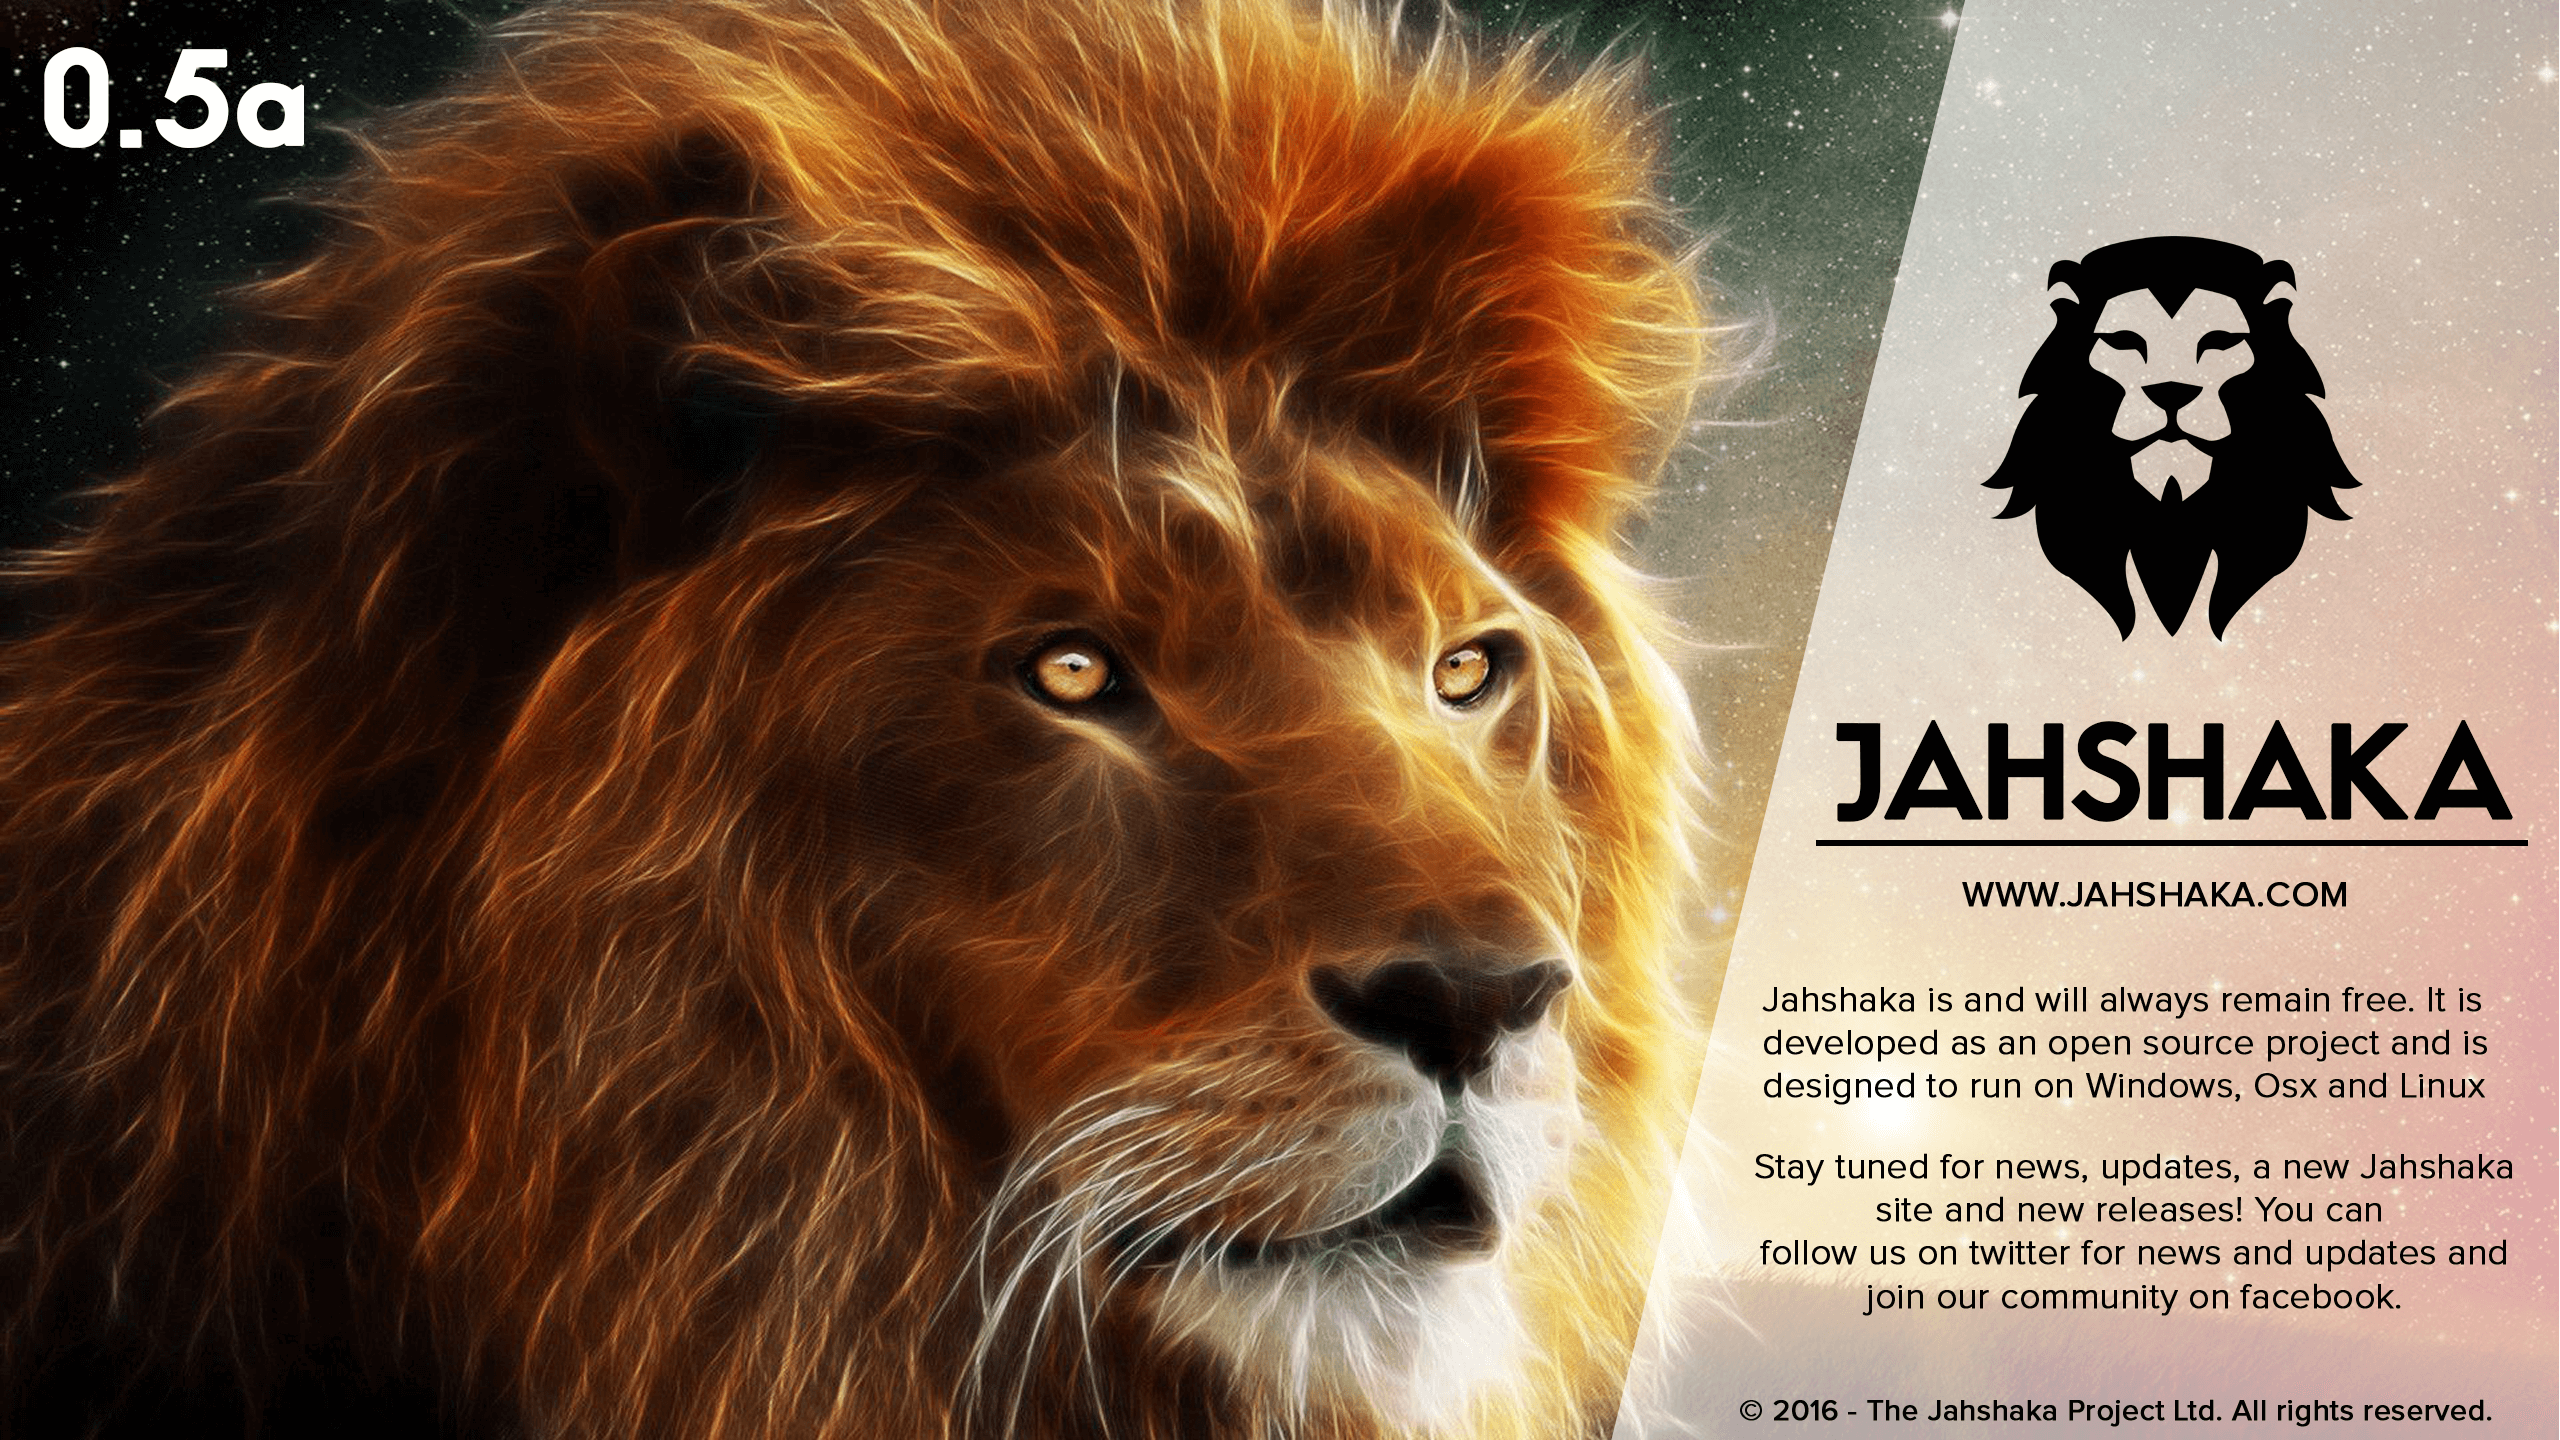 0.5a
JAHSHAKA
WWW.JAHSHAKA.COM
Jahshaka is and will always remain free. It is
developed as an open source project and is
designed to run on Windows, Osx and Linux
Stay tuned for news, updates, a new Jahshaka
site and new releases! You can
follow us on twitter for news and updates and
join our community on facebook.
© 2016 - The Jahshaka Project Ltd. All rights reserved.